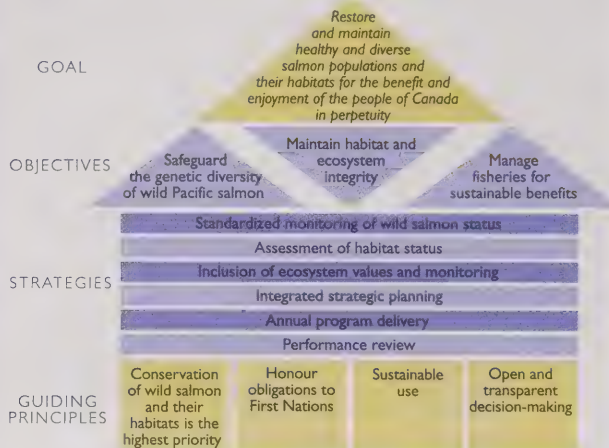 GOAL
Restore
and maintain
healthy and diverse
salmon populations and
their habitats for the benefit and
enjoyment of the people of Canada
in perpetuity
OBJECTIVES
Safeguard
the genetic diversity
of wild Pacific salmon
Maintain habitat and
ecosystem
integrity
Manage
fisheries for
sustainable benefits
STRATEGIES
Standardized monitoring of wild salmon status
Assessment of habitat status
Inclusion of ecosystem values and monitoring
Integrated strategic planning
Annual program delivery
Performance review
GUIDING
PRINCIPLES
Conservation
of wild salmon
and their
habitats is the
highest priority
Honour
obligations to
First Nations
Sustainable
use
Open and
transparent
decision-making